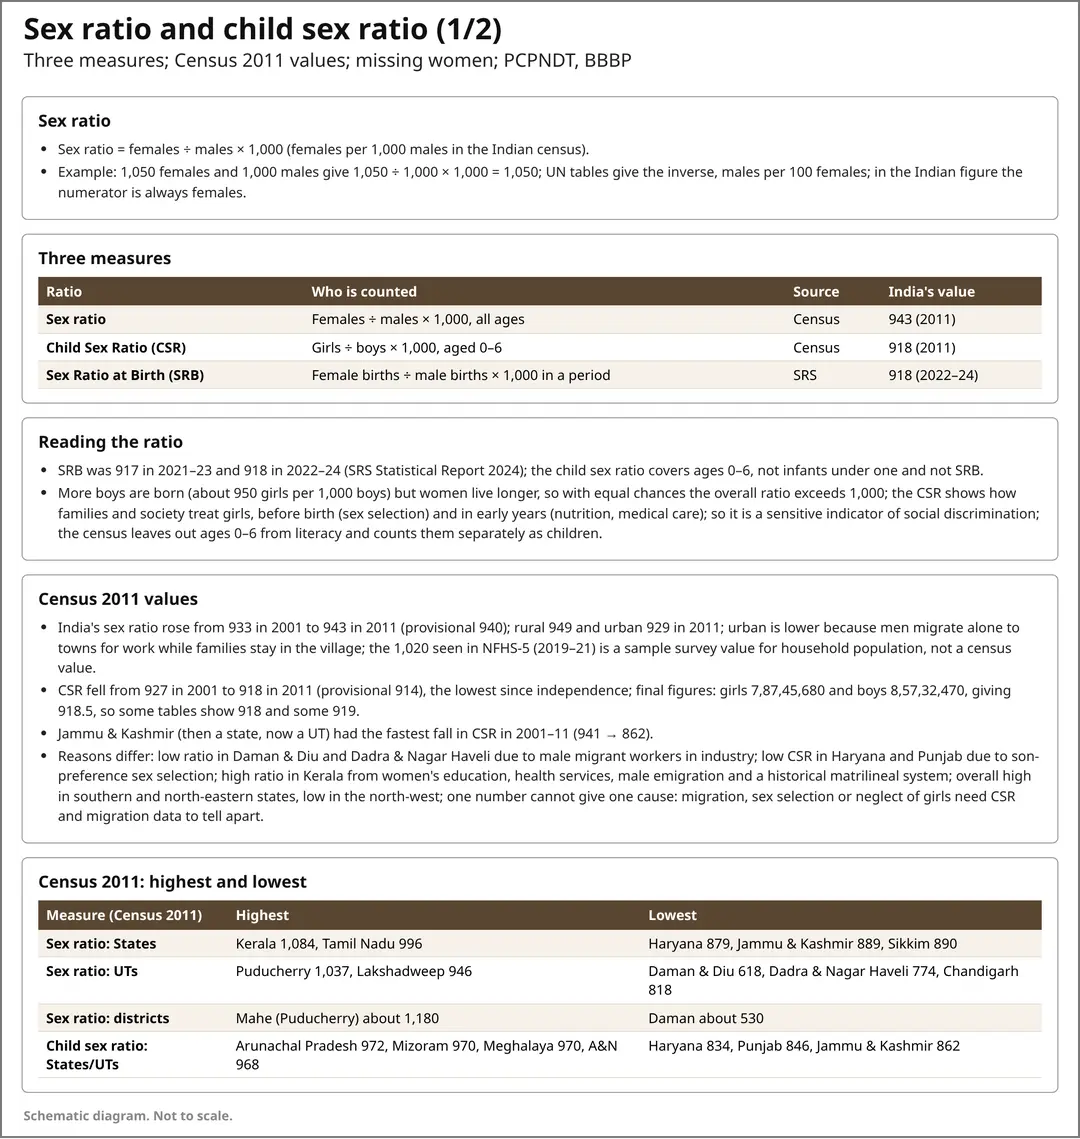 Sex ratio and child sex ratio (1/2)
Three measures; Census 2011 values; missing women; PCPNDT, BBBP
Sex ratio
• Sex ratio = females ÷ males × 1,000 (females per 1,000 males in the Indian census).
• Example: 1,050 females and 1,000 males give 1,050 ÷ 1,000 × 1,000 = 1,050; UN tables give the inverse, males per 100 females; in the Indian figure the
numerator is always females.
Three measures
Ratio Who is counted Source India's value
Sex ratio Females ÷ males × 1,000, all ages Census 943 (2011)
Child Sex Ratio (CSR) Girls ÷ boys × 1,000, aged 0–6 Census 918 (2011)
Sex Ratio at Birth (SRB) Female births ÷ male births × 1,000 in a period SRS 918 (2022–24)
Reading the ratio
• SRB was 917 in 2021–23 and 918 in 2022–24 (SRS Statistical Report 2024); the child sex ratio covers ages 0–6, not infants under one and not SRB.
• More boys are born (about 950 girls per 1,000 boys) but women live longer, so with equal chances the overall ratio exceeds 1,000; the CSR shows how
families and society treat girls, before birth (sex selection) and in early years (nutrition, medical care); so it is a sensitive indicator of social discrimination;
the census leaves out ages 0–6 from literacy and counts them separately as children.
Census 2011 values
• India's sex ratio rose from 933 in 2001 to 943 in 2011 (provisional 940); rural 949 and urban 929 in 2011; urban is lower because men migrate alone to
towns for work while families stay in the village; the 1,020 seen in NFHS-5 (2019–21) is a sample survey value for household population, not a census
value.
• CSR fell from 927 in 2001 to 918 in 2011 (provisional 914), the lowest since independence; final figures: girls 7,87,45,680 and boys 8,57,32,470, giving
918.5, so some tables show 918 and some 919.
• Jammu & Kashmir (then a state, now a UT) had the fastest fall in CSR in 2001–11 (941 → 862).
• Reasons differ: low ratio in Daman & Diu and Dadra & Nagar Haveli due to male migrant workers in industry; low CSR in Haryana and Punjab due to son-
preference sex selection; high ratio in Kerala from women's education, health services, male emigration and a historical matrilineal system; overall high
in southern and north-eastern states, low in the north-west; one number cannot give one cause: migration, sex selection or neglect of girls need CSR
and migration data to tell apart.
Census 2011: highest and lowest
Measure (Census 2011) Highest Lowest
Sex ratio: States Kerala 1,084, Tamil Nadu 996 Haryana 879, Jammu & Kashmir 889, Sikkim 890
Sex ratio: UTs Puducherry 1,037, Lakshadweep 946 Daman & Diu 618, Dadra & Nagar Haveli 774, Chandigarh
818
Sex ratio: districts Mahe (Puducherry) about 1,180 Daman about 530
Child sex ratio: Arunachal Pradesh 972, Mizoram 970, Meghalaya 970, A&N Haryana 834, Punjab 846, Jammu & Kashmir 862
States/UTs 968
Schematic diagram. Not to scale.